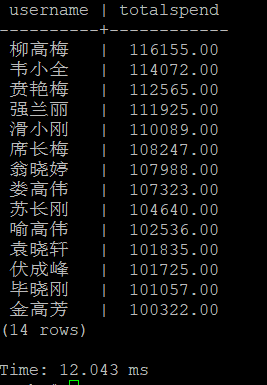 username | totalspend
----------+------------
柳高梅 | 116155.00
韦小全 | 114072.00
贲艳梅 | 112565.00
强兰丽 | 111925.00
滑小刚 | 110089.00
席长梅 | 108247.00
翁晓婷 | 107988.00
娄高伟 | 107323.00
苏长刚 | 104640.00
喻高伟 | 102536.00
袁晓轩 | 101835.00
伏成峰 | 101725.00
毕晓刚 | 101057.00
金高芳 | 100322.00
(14 rows)
Time: 12.043 ms